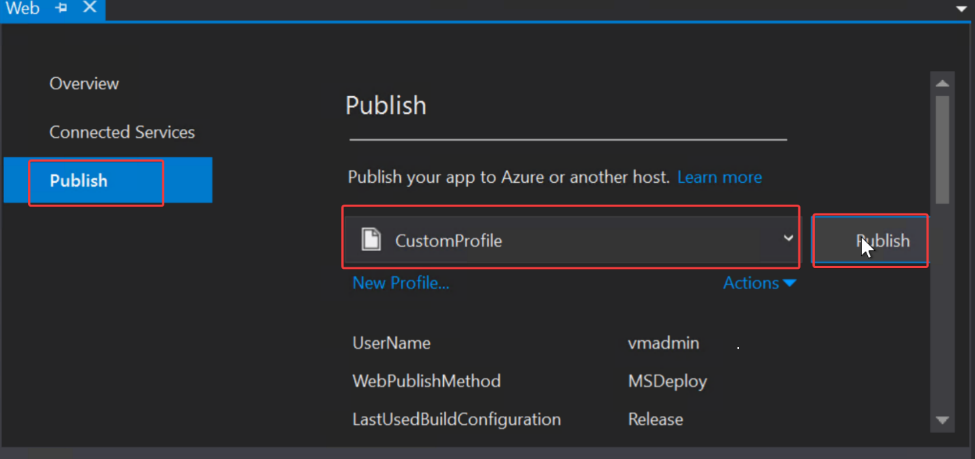 Web
Overview
Connected Services
Publish
Publish
Publish your app to Azure or another host. Learn more
CustomProfile
Publish
New Profile...
Actions
UserName vmadmin .
WebPublishMethod MSDeploy
LastUsedBuildConfiguration Release